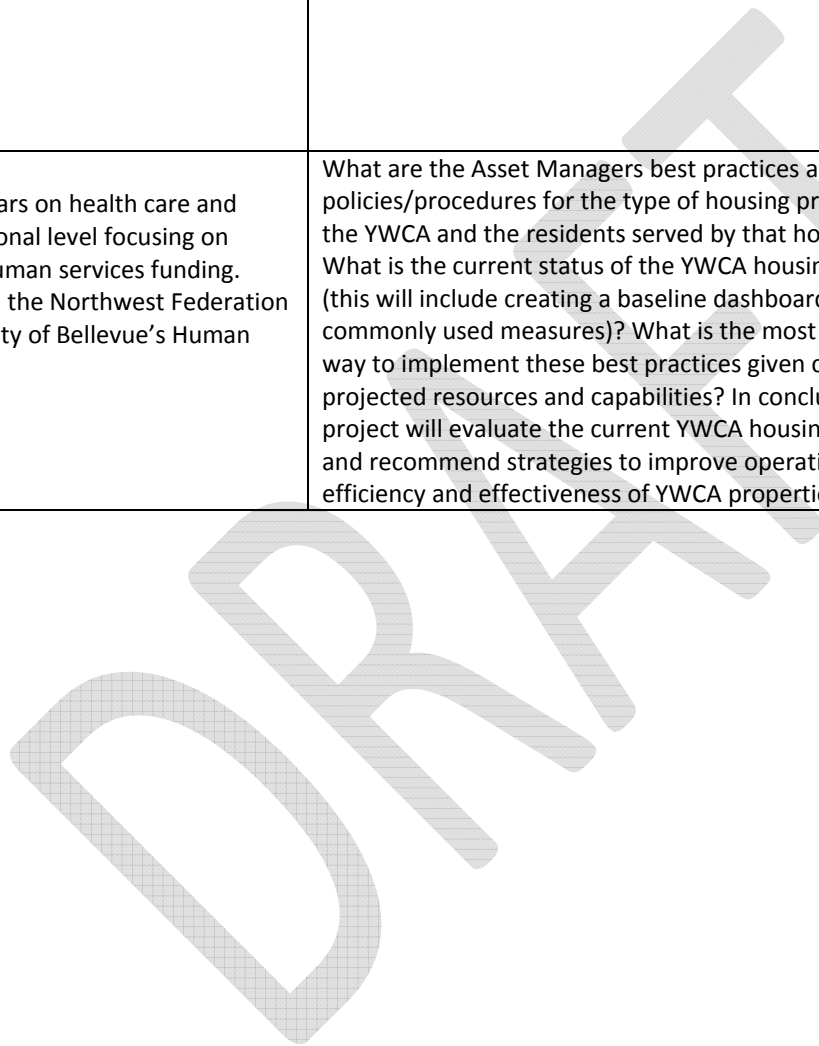 ars on health care and
onal level focusing on
uman services funding.
the Northwest Federation
ty of Bellevue's Human
What are the Asset Managers best practices a
policies/procedures for the type of housing pr
the YWCA and the residents served by that ho
What is the current status of the YWCA housin
(this will include creating a baseline dashboard
commonly used measures)? What is the most
way to implement these best practices given c
projected resources and capabilities? In conclu
project will evaluate the current YWCA housin
and recommend strategies to improve operati
efficiency and effectiveness of YWCA properti
DRAFT